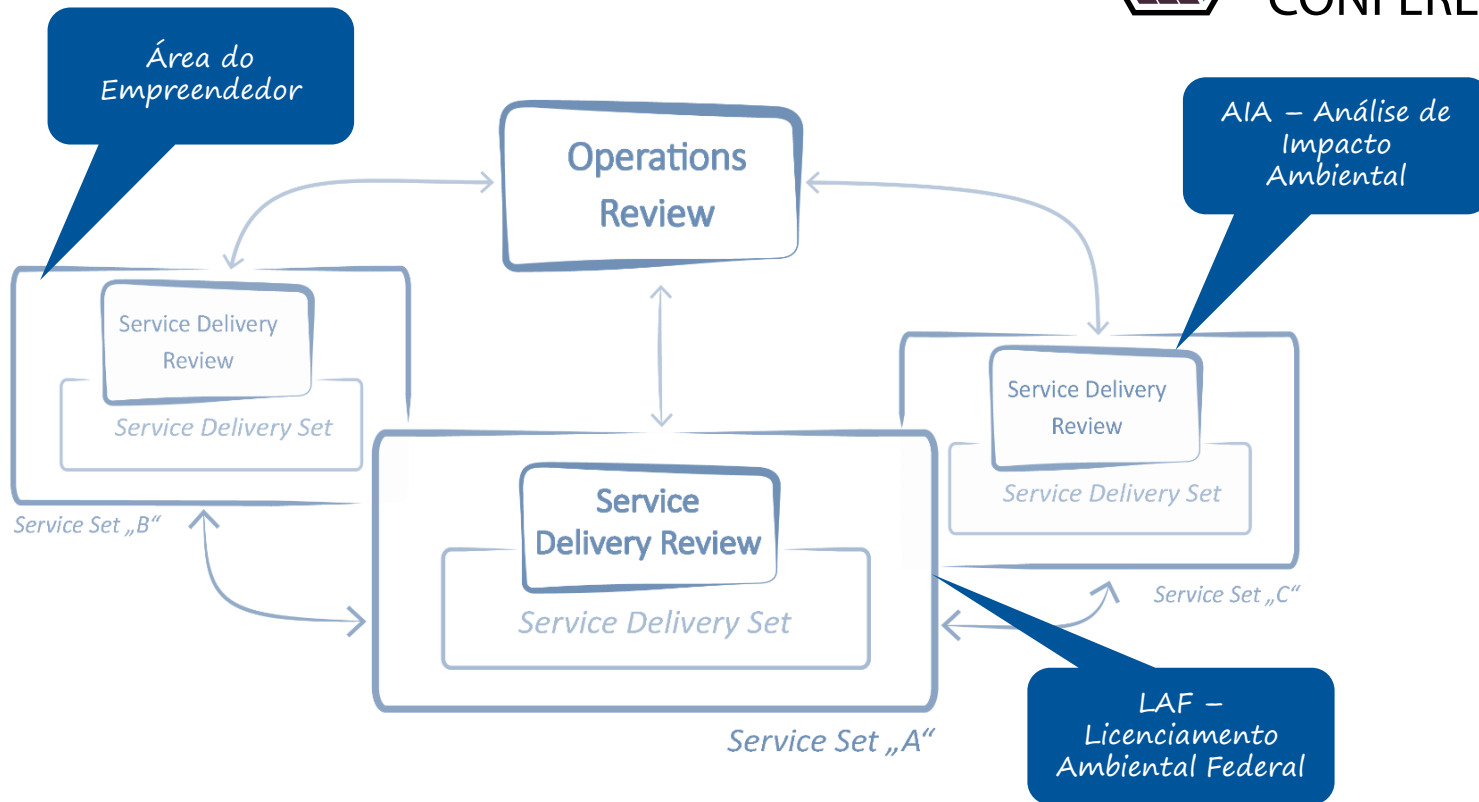 CONFERE
Área do
Empreendedor
AIA – Análise de
Impacto
Ambiental
Operations
Review
Service Delivery
Review
Service Delivery Set
Service Set „B“
Service Delivery
Review
Service Delivery Set
Service Set „C“
Service
Delivery Review
Service Delivery Set
Service Set „A“
LAF –
Licenciamento
Ambiental Federal